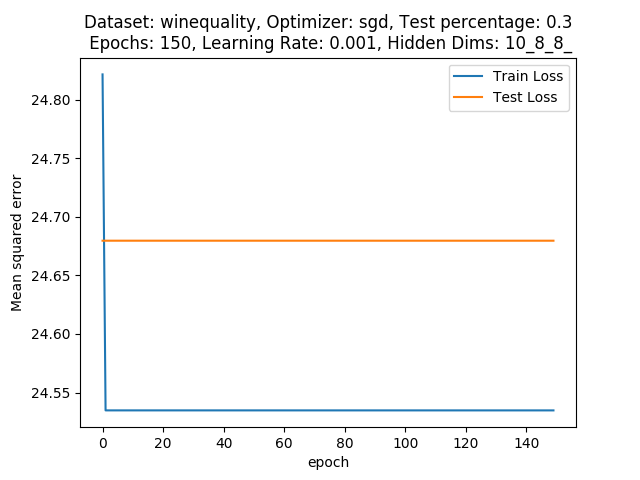 Dataset: winequality, Optimizer: sgd, Test percentage: 0.3
Epochs: 150, Learning Rate: 0.001, Hidden Dims: 10_8_8_
Train Loss
Test Loss
24.80
24.75
24.70
24.65
24.60
24.55
Mean squared error
0 20 40 60 80 100 120 140
epoch